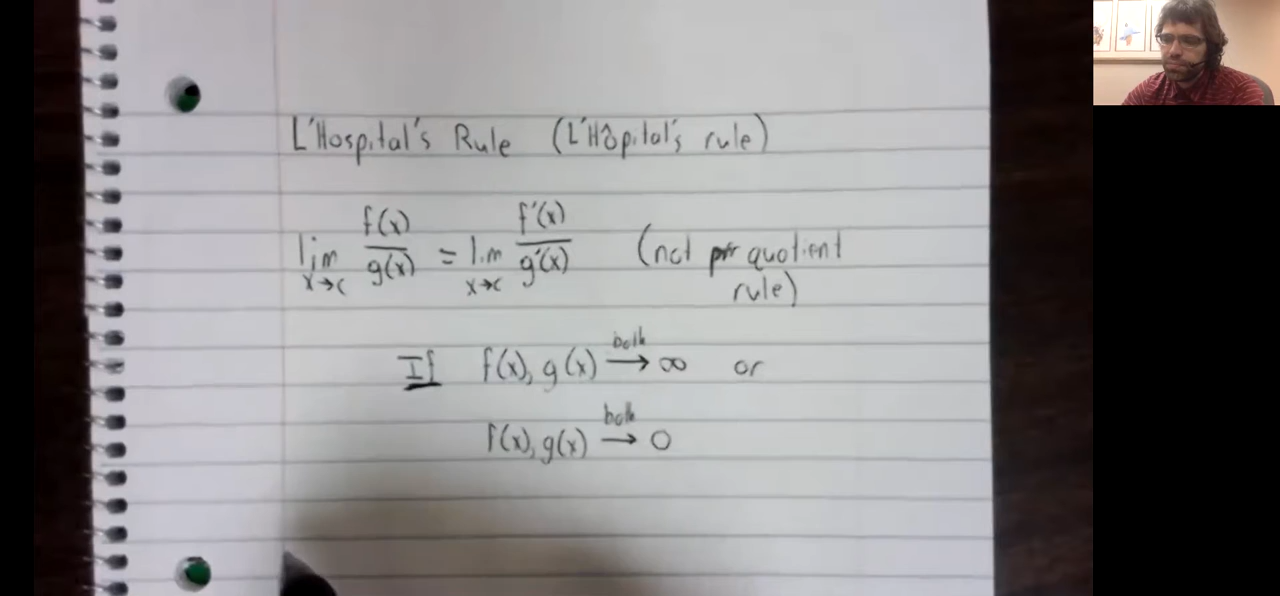 L'Hospital's Rule (L'Hôpital's rule)
lim x→c f(x)/g(x) = lim x→c f'(x)/g'(x) (not quotient
rule)
If f(x), g(x) both → ∞ or
f(x), g(x) both → 0